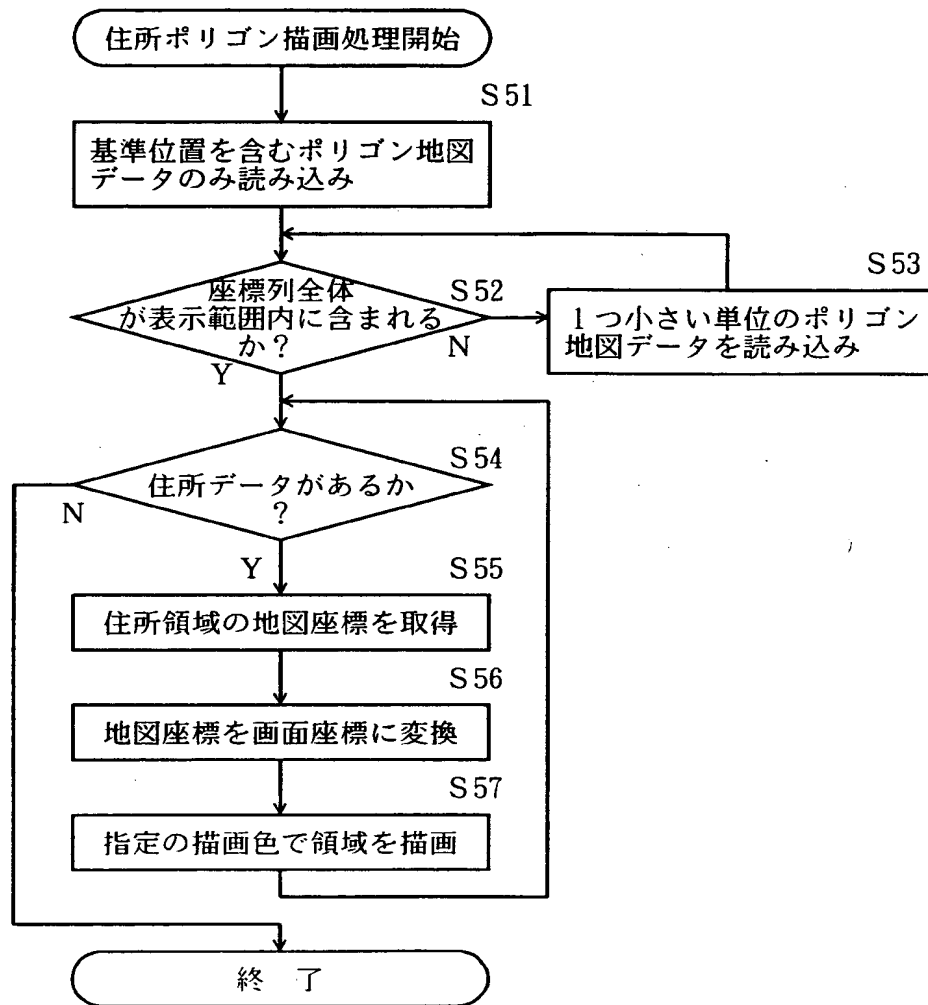 住所ポリゴン描画処理開始
S51
基準位置を含むポリゴン地図
データのみ読み込み
座標列全体
が表示範囲内に含まれる
か?
S52
N
Y
S53
1つ小さい単位のポリゴン
地図データを読み込み
S54
住所データがあるか
?
N
Y
S55
住所領域の地図座標を取得
S56
地図座標を画面座標に変換
S57
指定の描画色で領域を描画
終 了